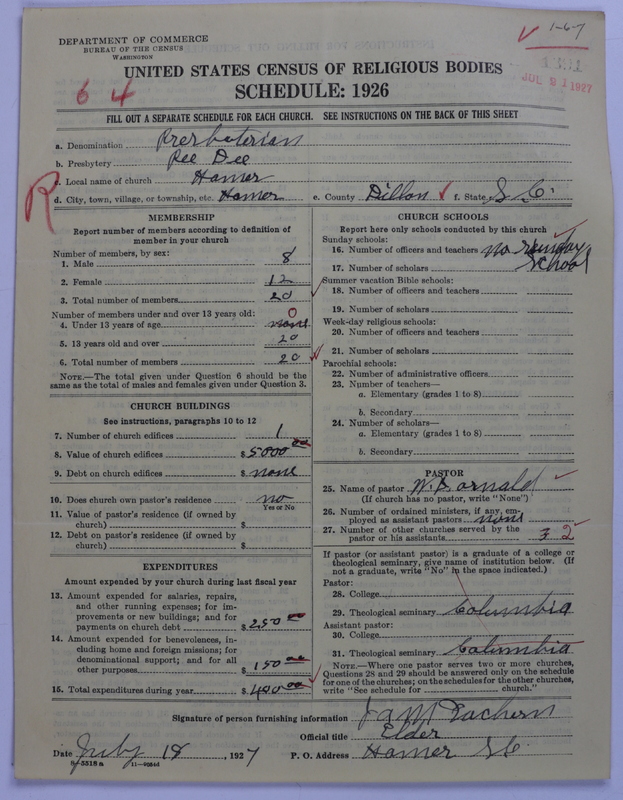 DEPARTMENT OF COMMERCE
BUREAU OF THE CENSUS
WASHINGTON
1-67
JUL 21 1927
UNITED STATES CENSUS OF RELIGIOUS BODIES
SCHEDULE: 1926
64
FILL OUT A SEPARATE SCHEDULE FOR EACH CHURCH. SEE INSTRUCTIONS ON THE BACK OF THIS SHEET
a. Denomination Presbyterian
b. Presbytery Pee Dee
c. Local name of church Hamer
d. City, town, village, or township, etc. Hamer e. County Dillon f. State S. C.
R
MEMBERSHIP
Report number of members according to definition of
member in your church
Number of members, by sex:
1. Male 8
2. Female 12
3. Total number of members 20
Number of members under and over 13 years old: 0
4. Under 13 years of age none
5. 13 years old and over 20
6. Total number of members 20
NOTE.—The total given under Question 6 should be
the same as the total of males and females given under Question 3.
CHURCH BUILDINGS
See instructions, paragraphs 10 to 12
7. Number of church edifices 1
8. Value of church edifices $ 5000 00
9. Debt on church edifices $ none
10. Does church own pastor's residence no
Yes or No
11. Value of pastor's residence (if owned by
church) $
12. Debt on pastor's residence (if owned by
church) $
EXPENDITURES
Amount expended by your church during last fiscal year
13. Amount expended for salaries, repairs,
and other running expenses; for im-
provements or new buildings; and for
payments on church debt $ 250 00
14. Amount expended for benevolences, in-
cluding home and foreign missions; for
denominational support; and for all
other purposes $ 150 00
15. Total expenditures during year $ 400 00
CHURCH SCHOOLS
Report here only schools conducted by this church
Sunday schools:
16. Number of officers and teachers no Sunday
17. Number of scholars School
Summer vacation Bible schools:
18. Number of officers and teachers
19. Number of scholars
Week-day religious schools:
20. Number of officers and teachers
21. Number of scholars
Parochial schools:
22. Number of administrative officers
23. Number of teachers—
a. Elementary (grades 1 to 8)
b. Secondary
24. Number of scholars—
a. Elementary (grades 1 to 8)
b. Secondary
PASTOR
25. Name of pastor W. B.
(If church has no pastor, write "None")
26. Number of ordained ministers, if any, em-
ployed as assistant pastors none
27. Number of other churches served by the
pastor or his assistants 3 2
If pastor (or assistant pastor) is a graduate of a college or
theological seminary, give name of institution below. (If
not a graduate, write "No" in the space indicated.)
Pastor:
28. College
29. Theological seminary Columbia
Assistant pastor:
30. College
31. Theological seminary Columbia
NOTE.—Where one pastor serves two or more churches,
Questions 28 and 29 should be answered only on the schedule
for one of the churches; on the schedules for the other churches,
write "See schedule for church."
Signature of person furnishing information McEachern
Official title Elder
Date July 18, 1927 P. O. Address Hamer S.C.
8-5518a